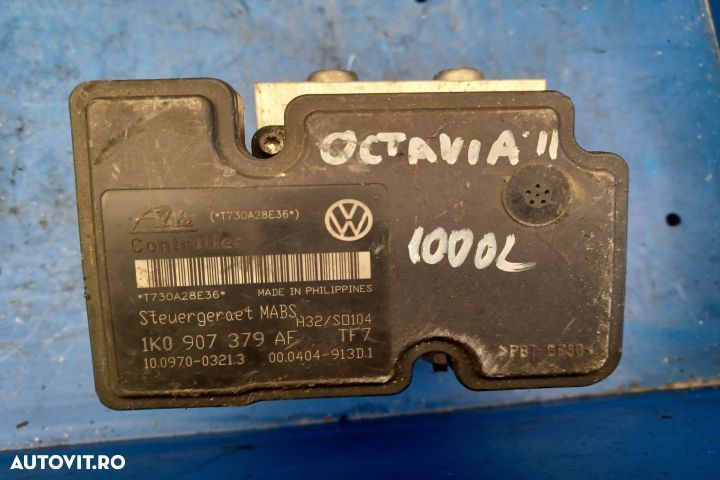 OCTAVIA II
1000L
Ate (*T730A28E36*)
Controller
*T730A28E36* MADE IN PHILIPPINES
Steuergeraet MABS H32/S0104
1K0 907 379 AF TF7
10.0970-0321.3 00.0404-913D.1
AUTOVIT.RO